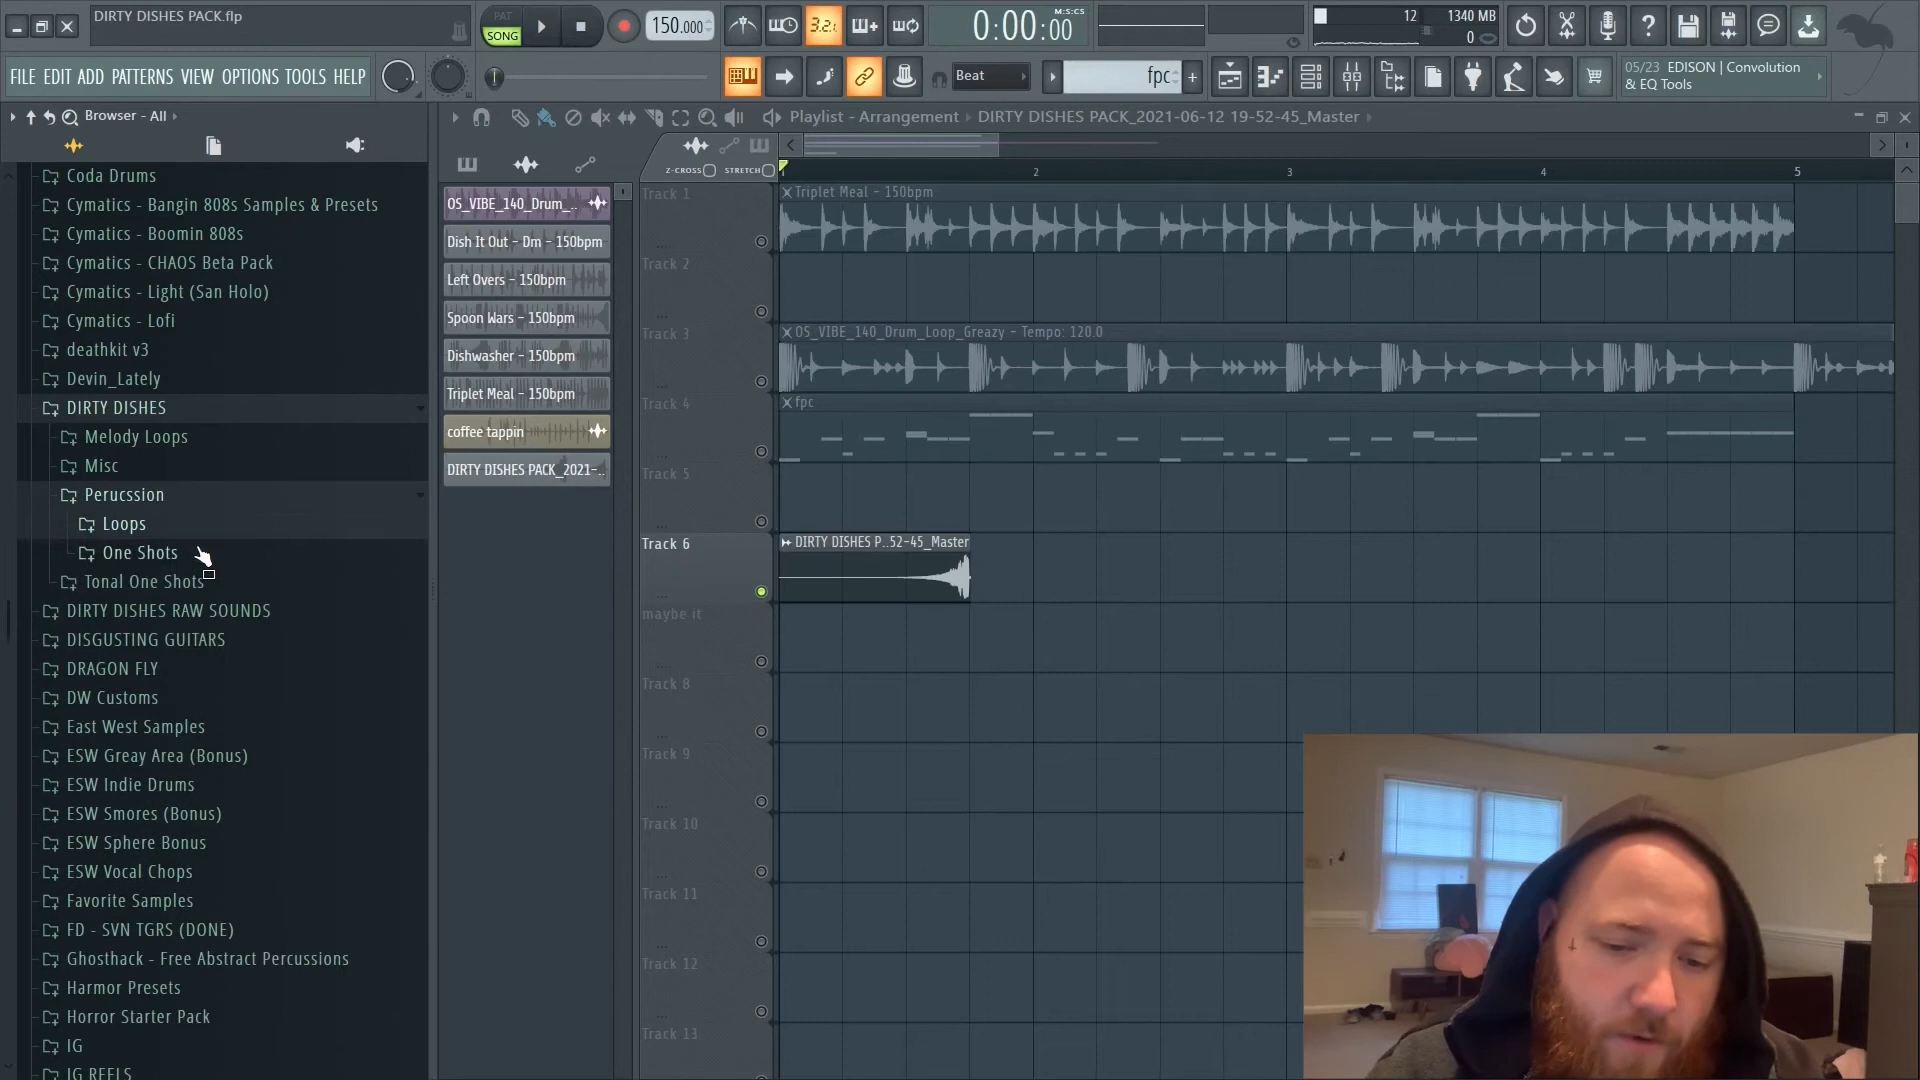 DIRTY DISHES PACK.flp
PAT
SONG
150.000
3.2.
0:00:00
M:S:CS
12
1340 MB
0
FILE EDIT ADD PATTERNS VIEW OPTIONS TOOLS HELP
Beat
fpc
05/23 EDISON | Convolution
& EQ Tools
Browser - All
Coda Drums
Cymatics - Bangin 808s Samples & Presets
Cymatics - Boomin 808s
Cymatics - CHAOS Beta Pack
Cymatics - Light (San Holo)
Cymatics - Lofi
deathkit v3
Devin_Lately
DIRTY DISHES
Melody Loops
Misc
Perucssion
Loops
One Shots
Tonal One Shots
DIRTY DISHES RAW SOUNDS
DISGUSTING GUITARS
DRAGON FLY
DW Customs
East West Samples
ESW Greay Area (Bonus)
ESW Indie Drums
ESW Smores (Bonus)
ESW Sphere Bonus
ESW Vocal Chops
Favorite Samples
FD - SVN TGRS (DONE)
Ghosthack - Free Abstract Percussions
Harmor Presets
Horror Starter Pack
IG
IG REELS
Playlist - Arrangement
DIRTY DISHES PACK_2021-06-12 19-52-45_Master
Z-CROSS
STRETCH
2
3
4
5
OS_VIBE_140_Drum_..
Dish It Out - Dm - 150bpm
Left Overs - 150bpm
Spoon Wars - 150bpm
Dishwasher - 150bpm
Triplet Meal - 150bpm
coffee tappin
DIRTY DISHES PACK_2021-..
Track 1
Triplet Meal - 150bpm
Track 2
Track 3
OS_VIBE_140_Drum_Loop_Greazy - Tempo: 120.0
Track 4
fpc
Track 5
Track 6
DIRTY DISHES P..52-45_Master
maybe it
Track 8
Track 9
Track 10
Track 11
Track 12
Track 13